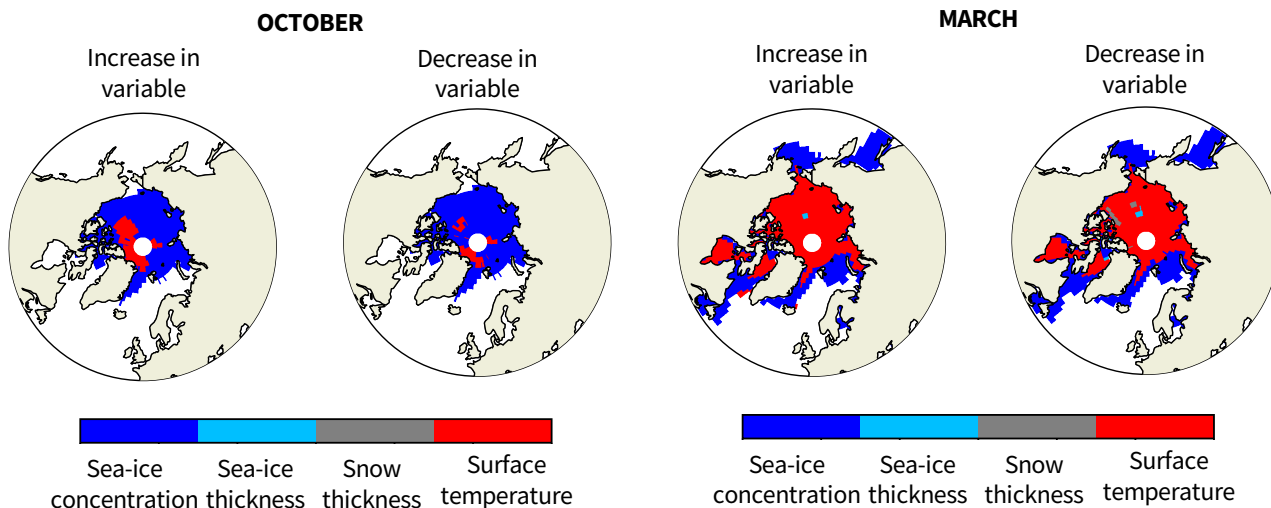 OCTOBER
Increase in
variable
Decrease in
variable
Sea-ice
concentration
Sea-ice
thickness
Snow
thickness
Surface
temperature
MARCH
Increase in
variable
Decrease in
variable
Sea-ice
concentration
Sea-ice
thickness
Snow
thickness
Surface
temperature